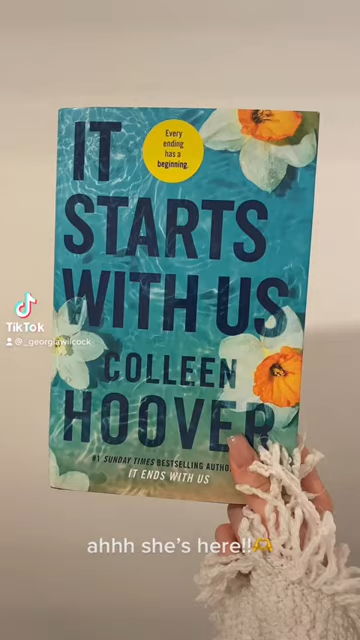 Every
ending
has a
beginning.
IT
STARTS
WITH US
COLLEEN
HOOVER
#1 SUNDAY TIMES BESTSELLING AUTHOR
IT ENDS WITH US
TikTok
@_georgiawilcock
ahhh she's here!!🫶